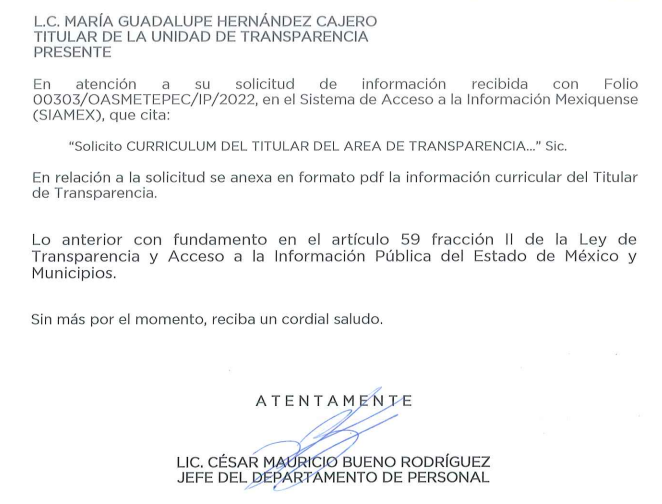 L.C. MARÍA GUADALUPE HERNÁNDEZ CAJERO
TITULAR DE LA UNIDAD DE TRANSPARENCIA
PRESENTE
En atención a su solicitud de información recibida con Folio
00303/OASMETEPEC/IP/2022, en el Sistema de Acceso a la Información Mexiquense
(SIAMEX), que cita:
“Solicito CURRICULUM DEL TITULAR DEL AREA DE TRANSPARENCIA...” Sic.
En relación a la solicitud se anexa en formato pdf la información curricular del Titular
de Transparencia.
Lo anterior con fundamento en el artículo 59 fracción II de la Ley de
Transparencia y Acceso a la Información Pública del Estado de México y
Municipios.
Sin más por el momento, reciba un cordial saludo.
ATENTAMENTE
LIC. CÉSAR MAURICIO BUENO RODRÍGUEZ
JEFE DEL DEPARTAMENTO DE PERSONAL